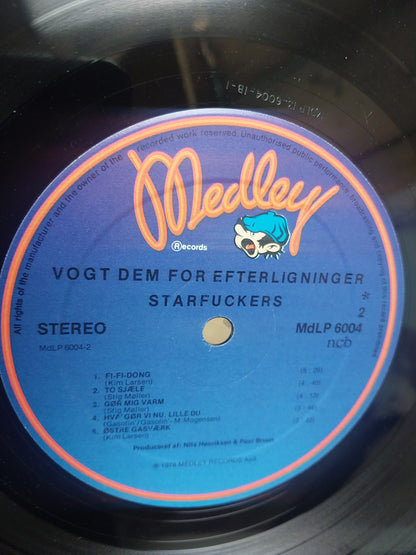 All rights of the manufacturer and the owner of the recorded work reserved. Unauthorised public performance, broadcasting and copying of this record prohibited.
Medley
® Records
VOGT DEM FOR EFTERLIGNINGER
STARFUCKERS
*
2
STEREO
MdLP 6004
MdLP 6004-2
ncb
1. FI-FI-DONG
(Kim Larsen)
2. TO SJÆLE
(Stig Møller)
3. GØR MIG VARM
(Stig Møller)
4. HVA' GØR VI NU, LILLE DU
(Gasolin'/Gasolin'- M. Mogensen)
5. ØSTRE GASVÆRK
(Kim Larsen)
Produceret af: Nils Henriksen & Poul Bruun
℗ 1978 MEDLEY RECORDS ApS